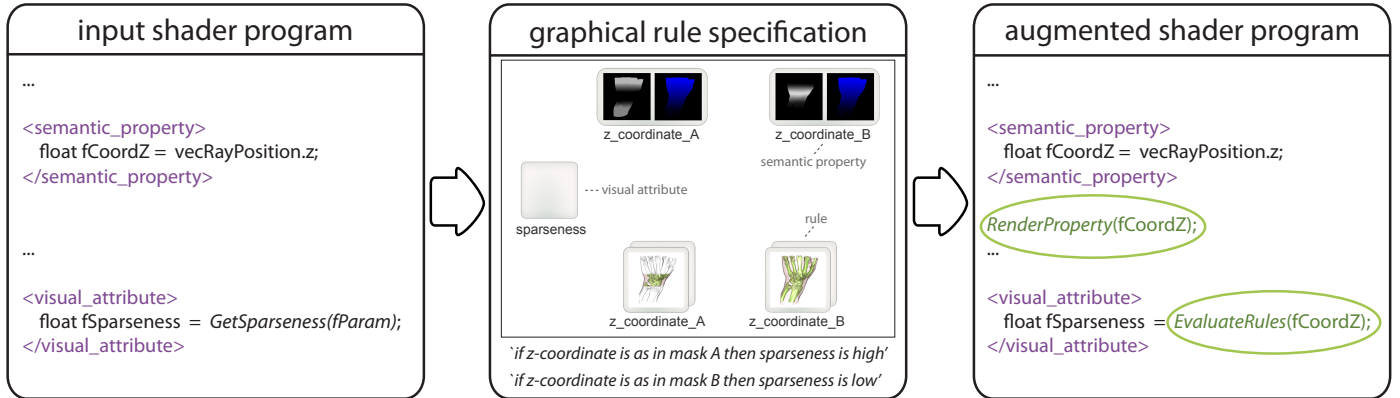 input shader program
...
<semantic_property>
float fCoordZ = vecRayPosition.z;
</semantic_property>
...
<visual_attribute>
float fSparseness = GetSparseness(fParam);
</visual_attribute>
graphical rule specification
z_coordinate_A
z_coordinate_B
semantic property
visual attribute
sparseness
rule
z_coordinate_A
z_coordinate_B
`if z-coordinate is as in mask A then sparseness is high'
`if z-coordinate is as in mask B then sparseness is low'
augmented shader program
...
<semantic_property>
float fCoordZ = vecRayPosition.z;
</semantic_property>
RenderProperty(fCoordZ);
...
<visual_attribute>
float fSparseness = EvaluateRules(fCoordZ);
</visual_attribute>